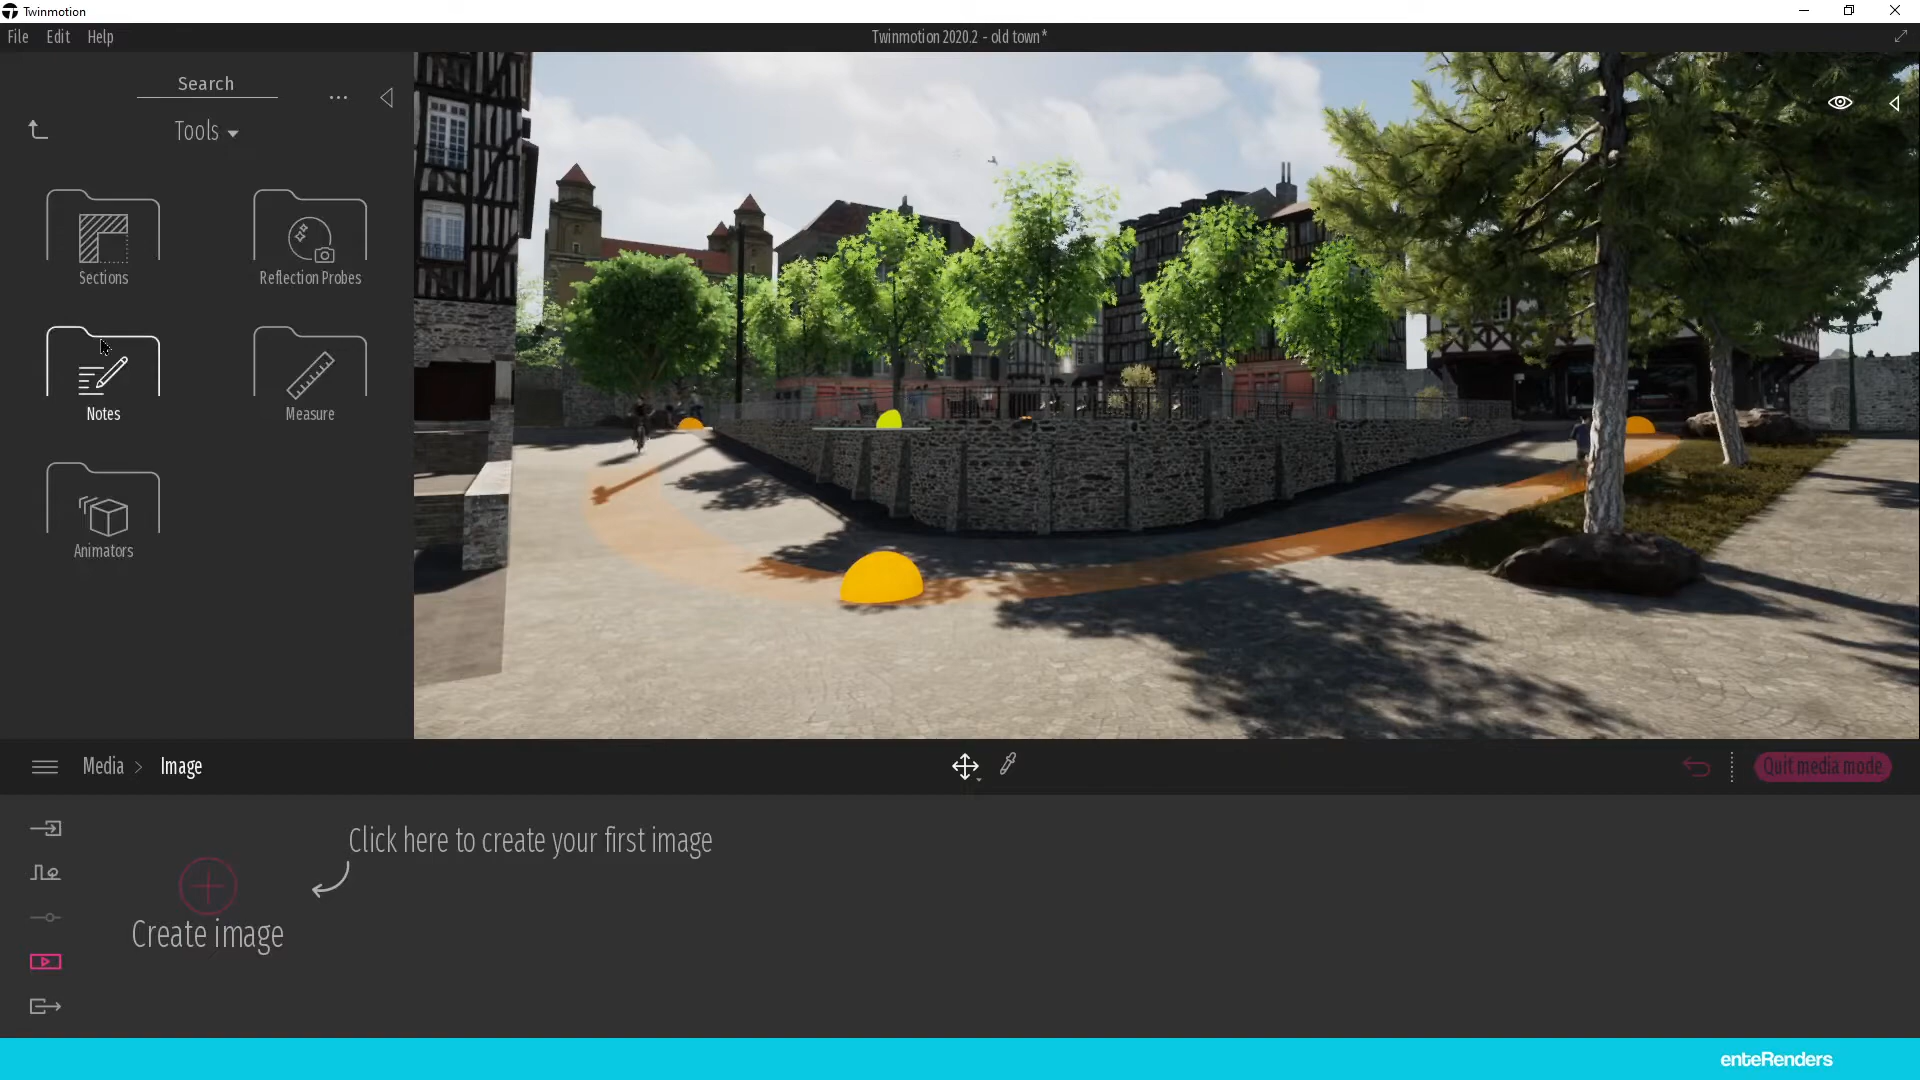 Twinmotion
File Edit Help
Twinmotion 2020.2 - old town*
Search
...
Tools
Sections
Reflection Probes
Notes
Measure
Animators
Media > Image
Quit media mode
Click here to create your first image
Create image
enteRenders